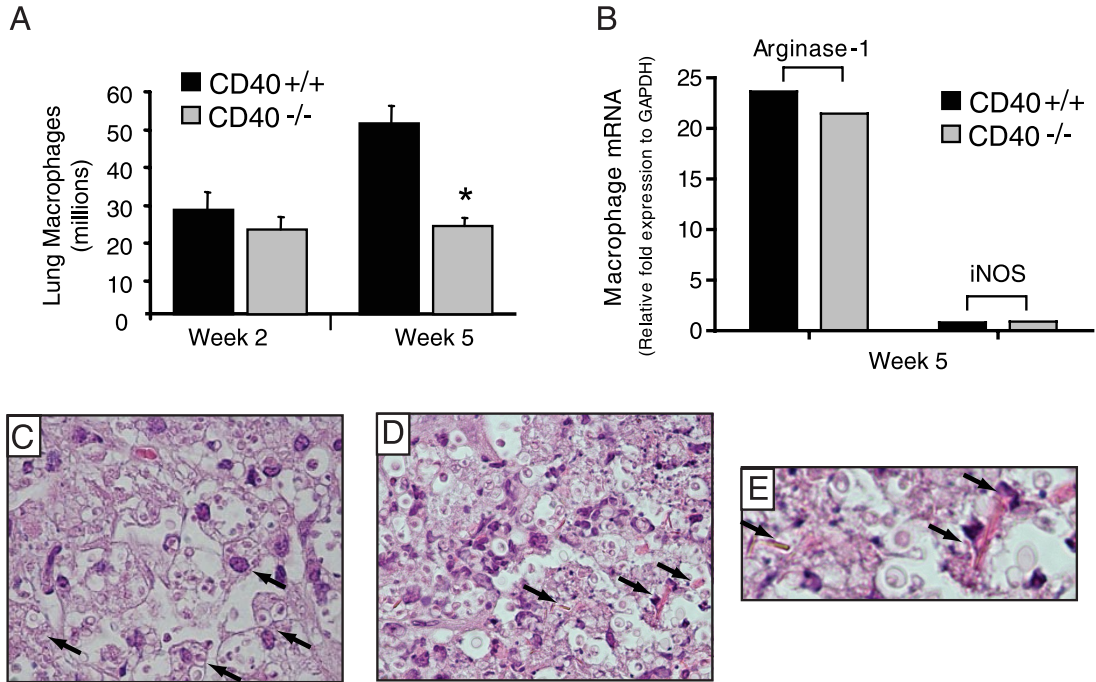 A
Lung Macrophages
(millions)
CD40 +/+
CD40 -/-
60
50
40
30
20
10
0
*
Week 2
Week 5
B
Macrophage mRNA
(Relative fold expression to GAPDH)
Arginase-1
CD40 +/+
CD40 -/-
25
20
15
10
5
0
iNOS
Week 5
C
D
E